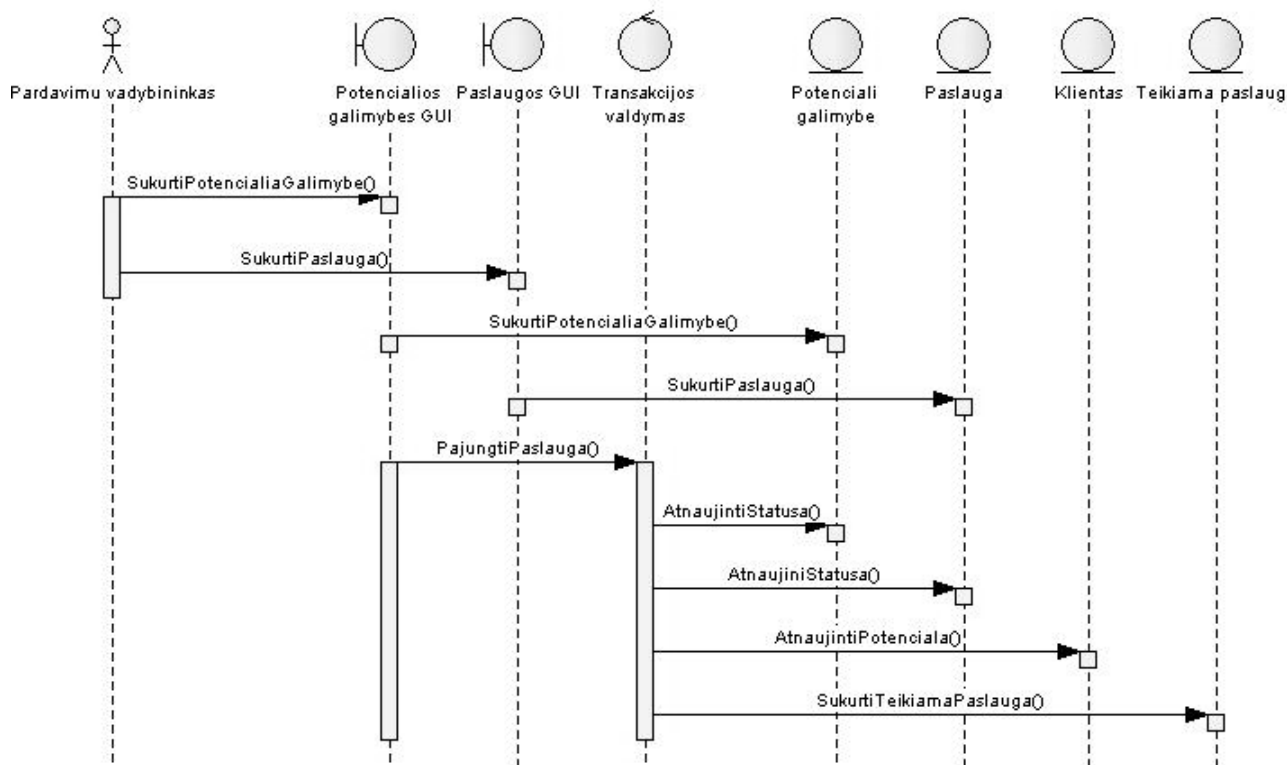 Pardavimu vadybininkas
Potencialios
galimybes GUI
Paslaugos GUI
Transakcijos
valdymas
Potenciali
galimybe
Paslauga
Klientas
Teikiama paslaug
SukurtiPotencialiaGalimybe()
SukurtiPaslauga()
SukurtiPotencialiaGalimybe()
SukurtiPaslauga()
PajungtiPaslauga()
AtnaujintiStatusa()
AtnaujiniStatusa()
AtnaujintiPotenciala()
SukurtiTeikiamaPaslauga()